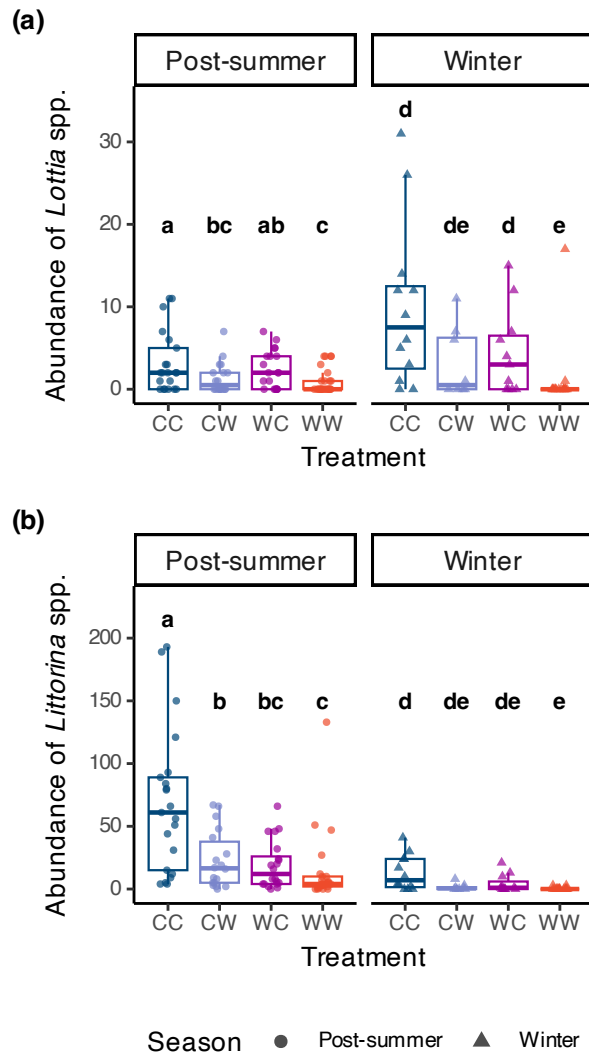 (a)
Post-summer Winter
Abundance of Lottia spp.
30
20
10
0
d
a bc ab c de d e
CC CW WC WW CC CW WC WW
Treatment
(b)
Post-summer Winter
Abundance of Littorina spp.
200
150
100
50
0
a
b bc c d de de e
CC CW WC WW CC CW WC WW
Treatment
Season Post-summer Winter